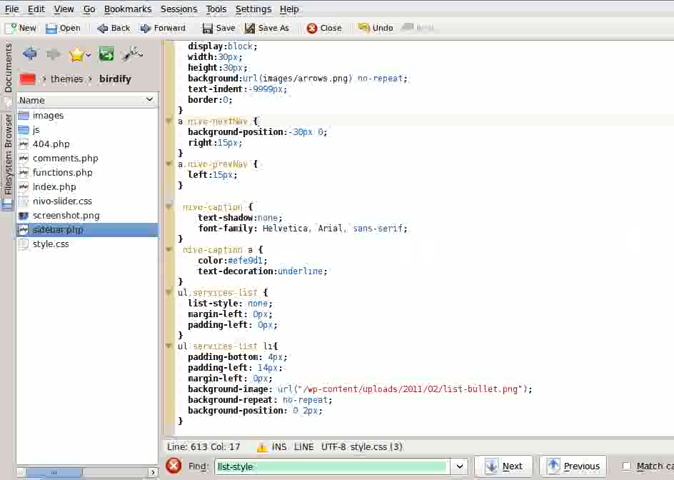 File Edit View Go Bookmarks Sessions Tools Settings Help
New Open Back Forward Save Save As Close Undo
Documents
Filesystem Browser
themes birdify
Name
images
js
404.php
comments.php
functions.php
index.php
nivo-slider.css
screenshot.png
sidebar.php
style.css
display:block;
width:30px;
height:30px;
background:url(images/arrows.png) no-repeat;
text-indent:-9999px;
border:0;
}
a.nivo-nextNav {
background-position:-30px 0;
right:15px;
}
a.nivo-prevNav {
left:15px;
}
.nivo-caption {
text-shadow:none;
font-family: Helvetica, Arial, sans-serif;
}
.nivo-caption a {
color:#efe9d1;
text-decoration:underline;
}
ul.services-list {
list-style: none;
margin-left: 0px;
padding-left: 0px;
}
ul.services-list li{
padding-bottom: 4px;
padding-left: 14px;
margin-left: 0px;
background-image: url("/wp-content/uploads/2011/02/list-bullet.png");
background-repeat: no-repeat;
background-position: 0 2px;
}
Line: 613 Col: 17 INS LINE UTF-8 style.css (3)
Find: list-style Next Previous Match ca